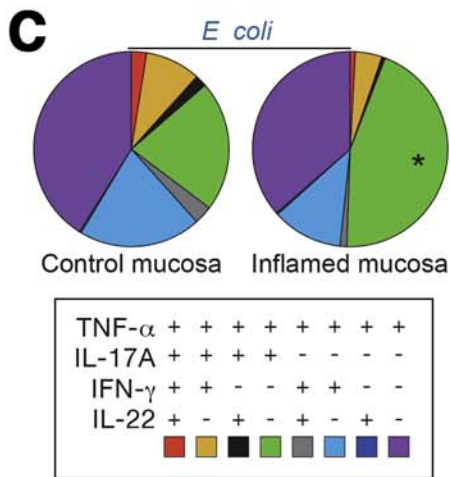 C
E coli
*
Control mucosa Inflamed mucosa
TNF-α + + + + + + + +
IL-17A + + + + - - - -
IFN-γ + + - - + + - -
IL-22 + - + - + - + -